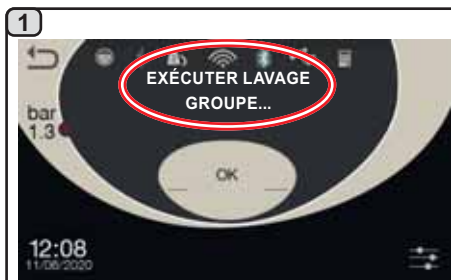 1
EXÉCUTER LAVAGE
GROUPE...
bar
1.3
OK
12:08
11/06/2020